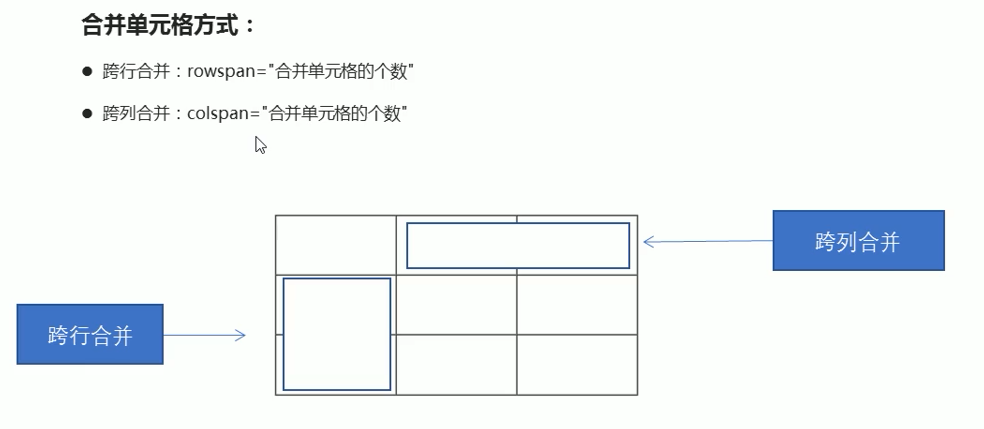 合并单元格方式：
● 跨行合并：rowspan="合并单元格的个数"
● 跨列合并：colspan="合并单元格的个数"
跨列合并
跨行合并